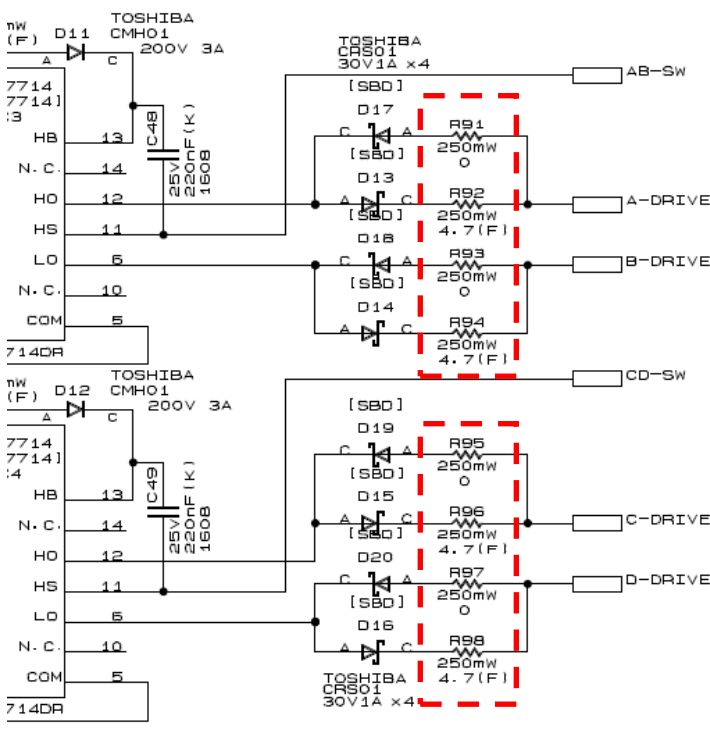 mW
(F)
D11
TOSHIBA
CMH01
200V 3A
A
C
TOSHIBA
CRS01
30V1A x4
[SBD]
AB-SW
7714
7714]
C3
C48
25V
220nF(K)
1608
D17
C
A
R91
250mW
0
HB
13
[SBD]
N.C.
14
D13
HO
12
A
C
R92
250mW
4.7(F)
A-DRIVE
[SBD]
HS
11
D18
LO
6
C
A
R93
250mW
0
B-DRIVE
[SBD]
N.C.
10
D14
COM
5
A
C
R94
250mW
4.7(F)
714DR
mW
(F)
D12
TOSHIBA
CMH01
200V 3A
A
C
CD-SW
[SBD]
7714
7714]
C4
C49
25V
220nF(K)
1608
D19
C
A
R95
250mW
0
HB
13
[SBD]
N.C.
14
D15
A
C
R96
250mW
4.7(F)
C-DRIVE
[SBD]
HO
12
D20
HS
11
C
A
R97
250mW
0
D-DRIVE
[SBD]
LO
6
D16
N.C.
10
A
C
R98
250mW
4.7(F)
COM
5
TOSHIBA
CRS01
30V1A x4
714DR